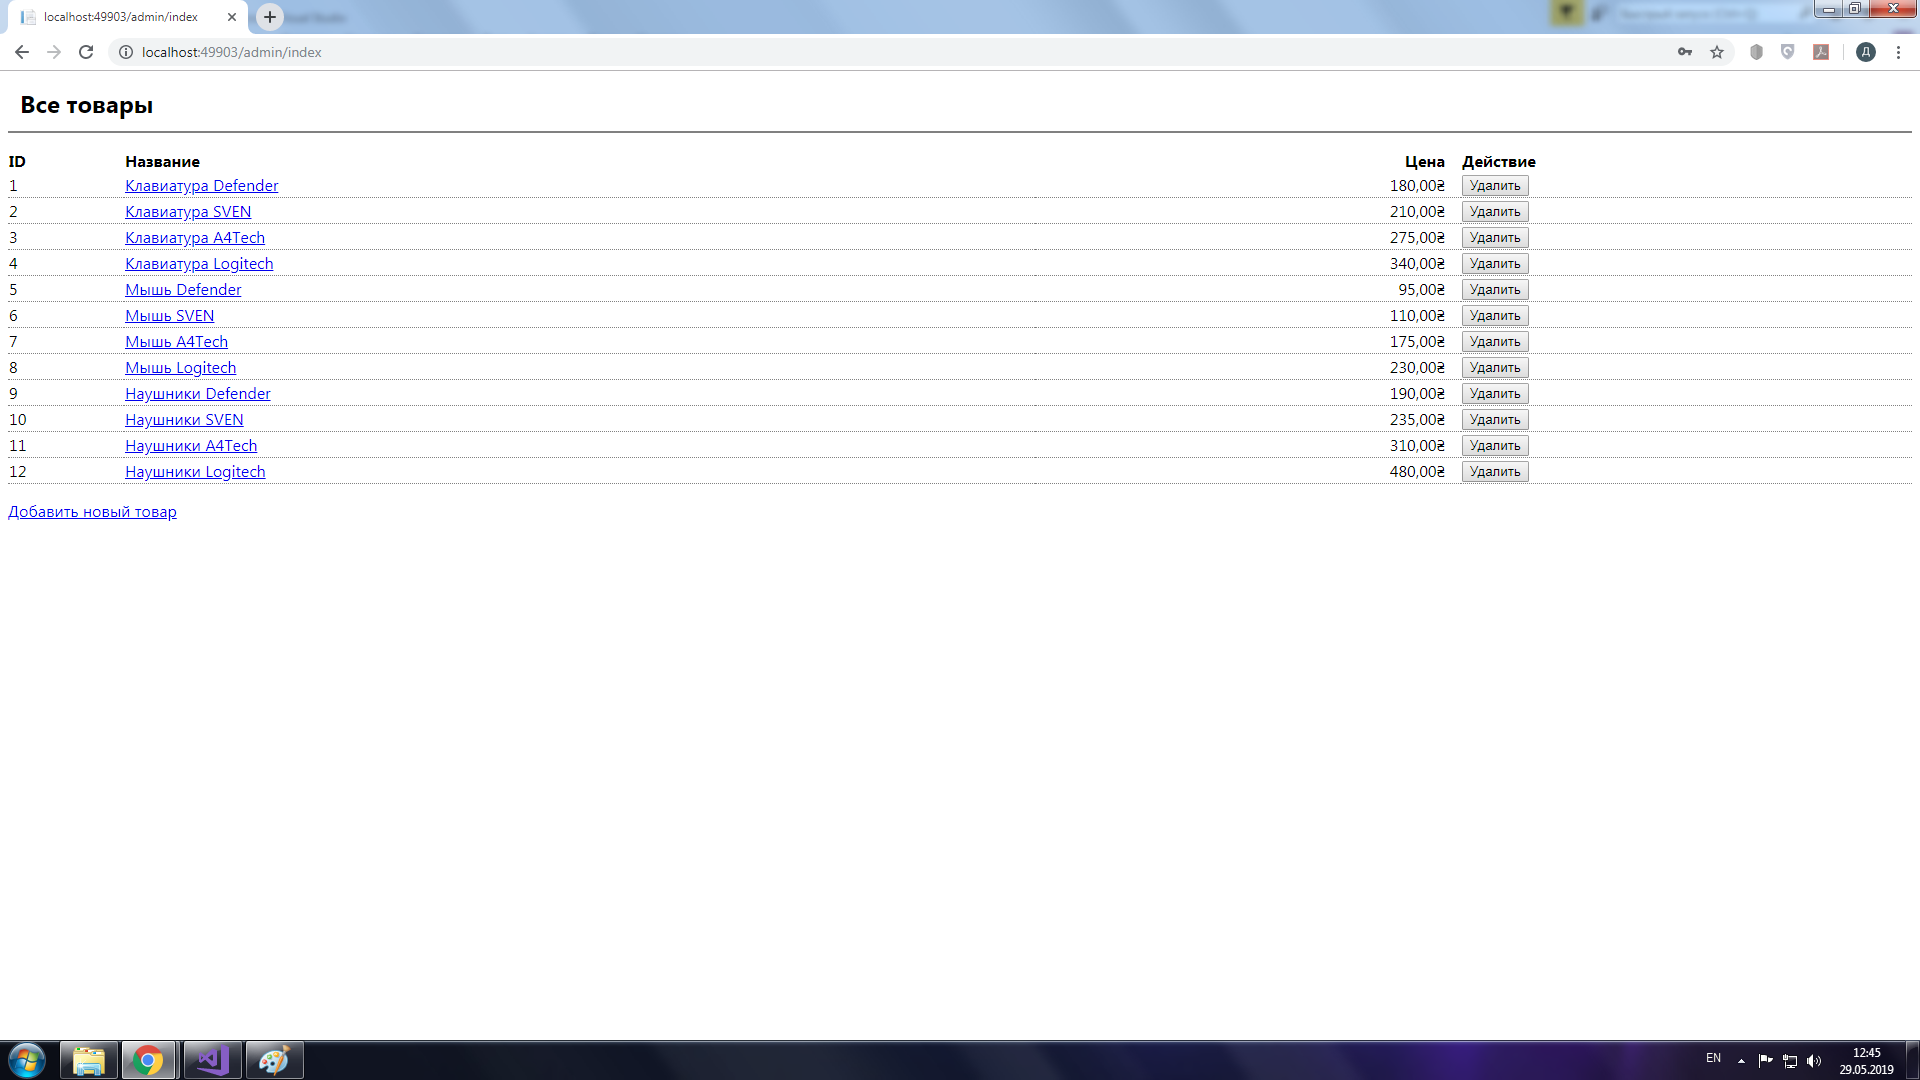 localhost:49903/admin/index
localhost:49903/admin/index
Д
Все товары
ID Название Цена Действие
1 Клавиатура Defender 180,00₴ Удалить
2 Клавиатура SVEN 210,00₴ Удалить
3 Клавиатура A4Tech 275,00₴ Удалить
4 Клавиатура Logitech 340,00₴ Удалить
5 Мышь Defender 95,00₴ Удалить
6 Мышь SVEN 110,00₴ Удалить
7 Мышь A4Tech 175,00₴ Удалить
8 Мышь Logitech 230,00₴ Удалить
9 Наушники Defender 190,00₴ Удалить
10 Наушники SVEN 235,00₴ Удалить
11 Наушники A4Tech 310,00₴ Удалить
12 Наушники Logitech 480,00₴ Удалить
Добавить новый товар
EN
12:45
29.05.2019